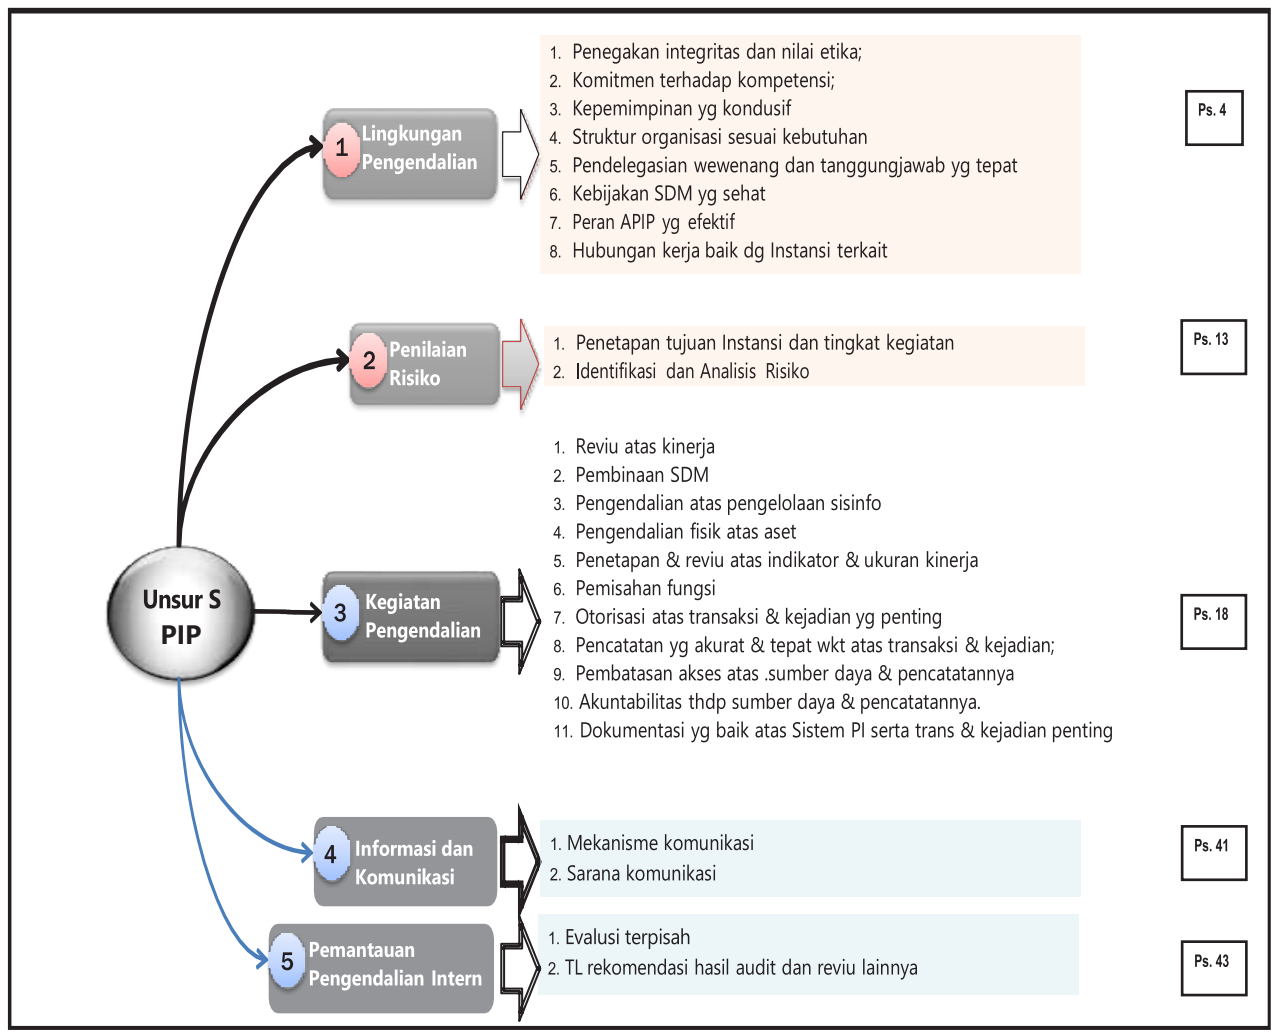 Unsur S
PIP
1
Lingkungan
Pengendalian
1. Penegakan integritas dan nilai etika;
2. Komitmen terhadap kompetensi;
3. Kepemimpinan yg kondusif
4. Struktur organisasi sesuai kebutuhan
5. Pendelegasian wewenang dan tanggungjawab yg tepat
6. Kebijakan SDM yg sehat
7. Peran APIP yg efektif
8. Hubungan kerja baik dg Instansi terkait
Ps. 4
2
Penilaian
Risiko
1. Penetapan tujuan Instansi dan tingkat kegiatan
2. Identifikasi dan Analisis Risiko
Ps. 13
3
Kegiatan
Pengendalian
1. Reviu atas kinerja
2. Pembinaan SDM
3. Pengendalian atas pengelolaan sisinfo
4. Pengendalian fisik atas aset
5. Penetapan & reviu atas indikator & ukuran kinerja
6. Pemisahan fungsi
7. Otorisasi atas transaksi & kejadian yg penting
8. Pencatatan yg akurat & tepat wkt atas transaksi & kejadian;
9. Pembatasan akses atas .sumber daya & pencatatannya
10. Akuntabilitas thdp sumber daya & pencatatannya.
11. Dokumentasi yg baik atas Sistem PI serta trans & kejadian penting
Ps. 18
4
Informasi dan
Komunikasi
1. Mekanisme komunikasi
2. Sarana komunikasi
Ps. 41
5
Pemantauan
Pengendalian Intern
1. Evalusi terpisah
2. TL rekomendasi hasil audit dan reviu lainnya
Ps. 43